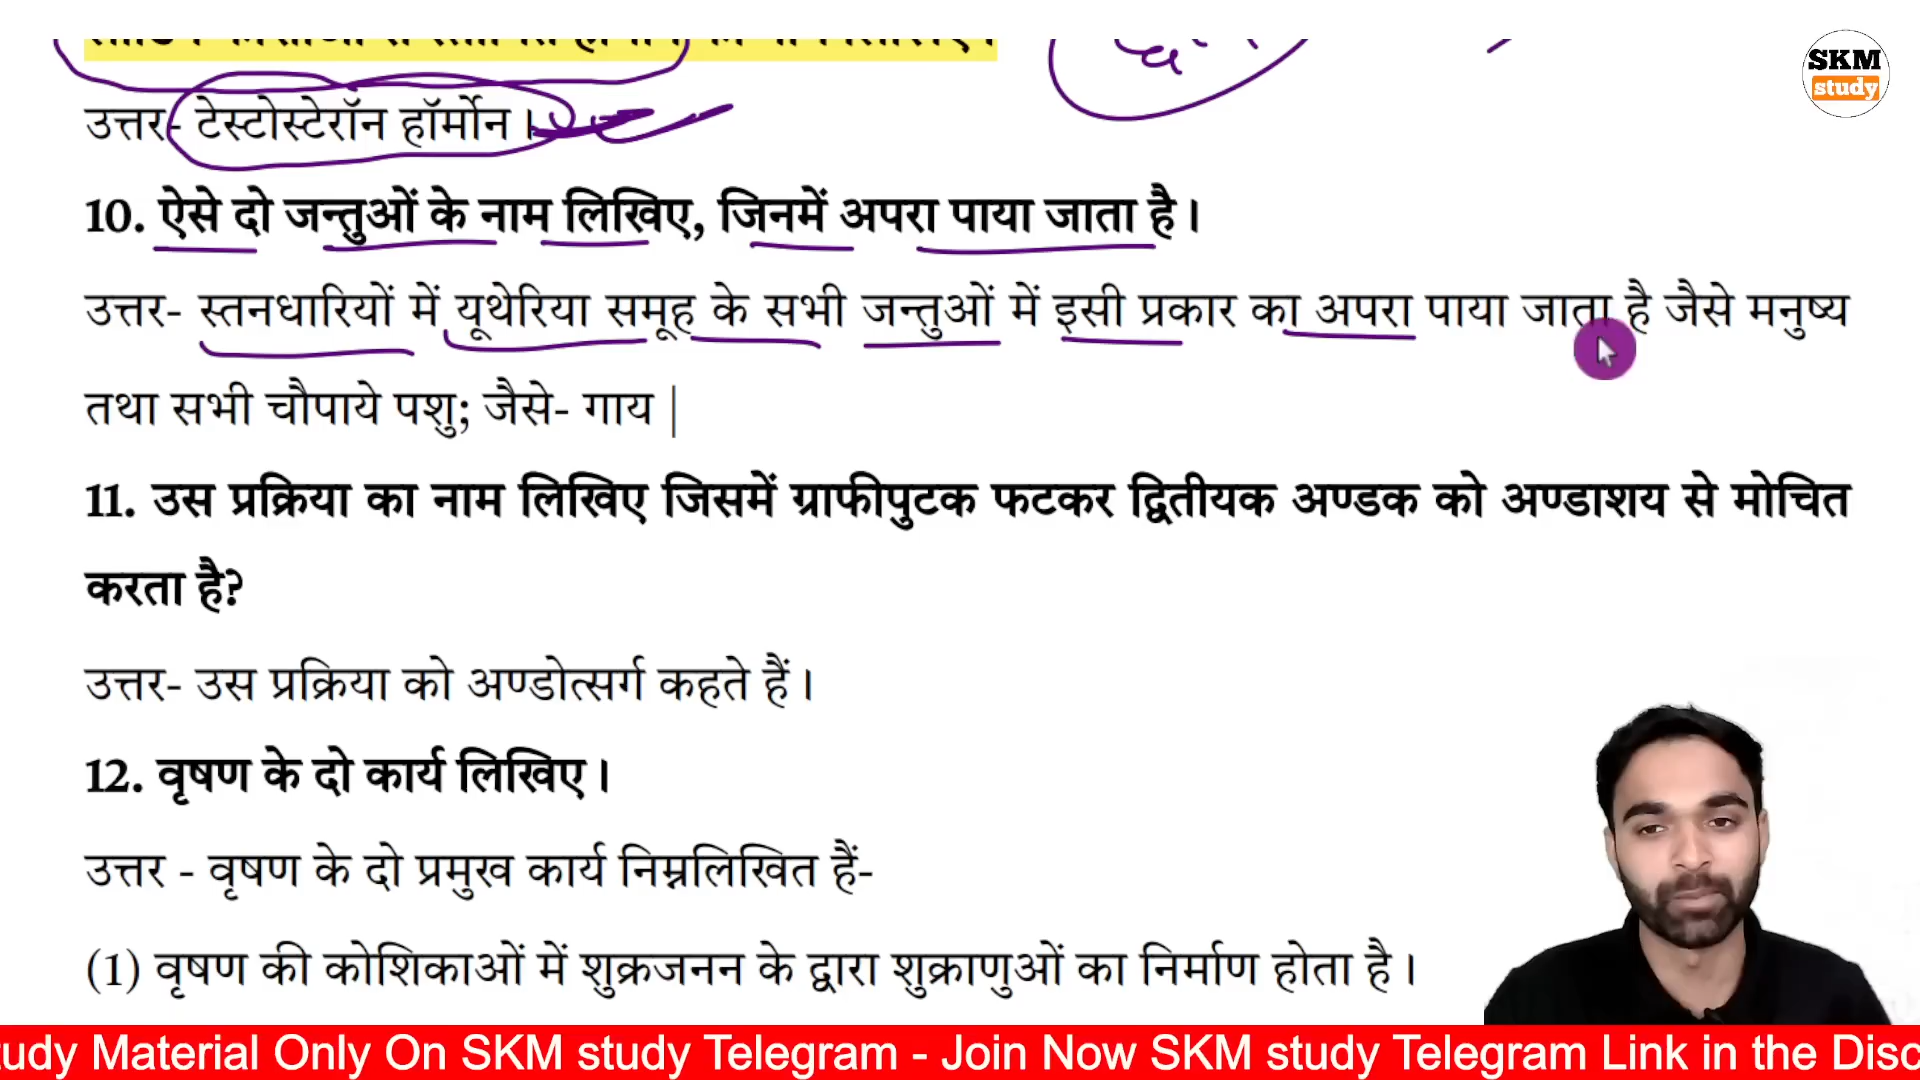 SKM
study
उत्तर- टेस्टोस्टेरॉन हॉर्मोन।
10. ऐसे दो जन्तुओं के नाम लिखिए, जिनमें अपरा पाया जाता है।
उत्तर- स्तनधारियों में यूथेरिया समूह के सभी जन्तुओं में इसी प्रकार का अपरा पाया जाता है जैसे मनुष्य
तथा सभी चौपाये पशु; जैसे- गाय |
11. उस प्रक्रिया का नाम लिखिए जिसमें ग्राफीपुटक फटकर द्वितीयक अण्डक को अण्डाशय से मोचित
करता है?
उत्तर- उस प्रक्रिया को अण्डोत्सर्ग कहते हैं।
12. वृषण के दो कार्य लिखिए।
उत्तर - वृषण के दो प्रमुख कार्य निम्नलिखित हैं-
(1) वृषण की कोशिकाओं में शुक्रजनन के द्वारा शुक्राणुओं का निर्माण होता है।
tudy Material Only On SKM study Telegram - Join Now SKM study Telegram Link in the Disc